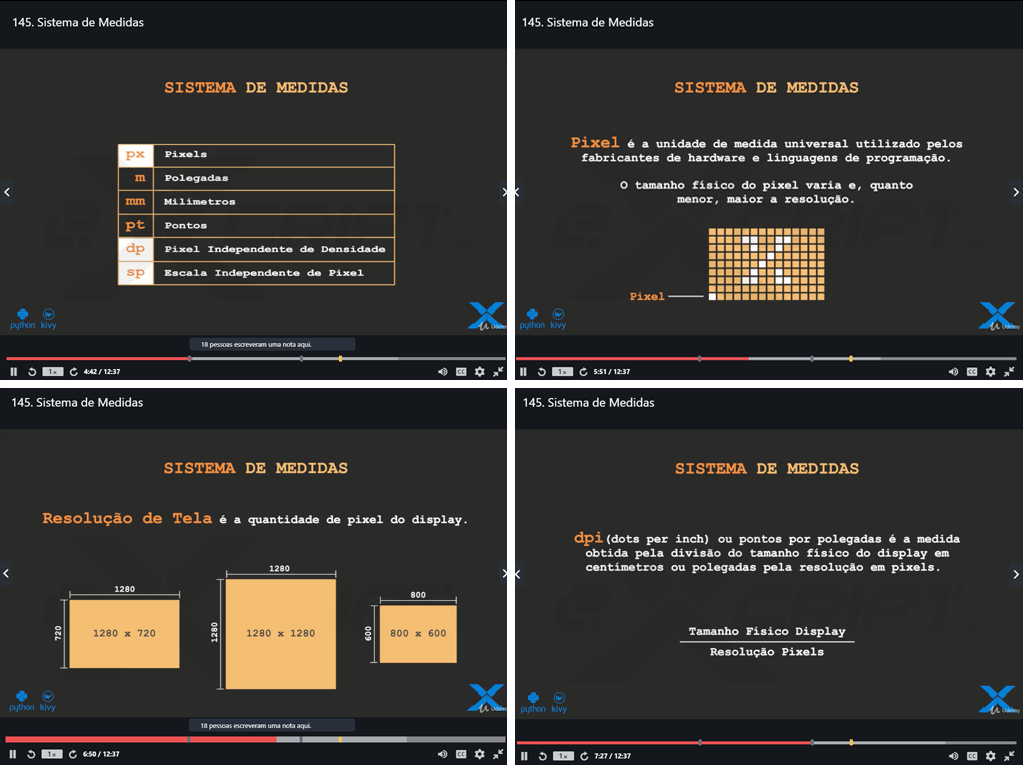 145. Sistema de Medidas
SISTEMA DE MEDIDAS
px Pixels
m Polegadas
mm Milímetros
pt Pontos
dp Pixel Independente de Densidade
sp Escala Independente de Pixel
python kivy
Udemy
18 pessoas escreveram uma nota aqui.
1x 4:42 / 12:37 CC
145. Sistema de Medidas
SISTEMA DE MEDIDAS
Pixel é a unidade de medida universal utilizado pelos
fabricantes de hardware e linguagens de programação.
O tamanho físico do pixel varia e, quanto
menor, maior a resolução.
Pixel
python kivy
Udemy
1x 5:51 / 12:37 CC
145. Sistema de Medidas
SISTEMA DE MEDIDAS
Resolução de Tela é a quantidade de pixel do display.
1280
720
1280 x 720
1280
1280
1280 x 1280
800
600
800 x 600
python kivy
Udemy
18 pessoas escreveram uma nota aqui.
1x 6:50 / 12:37 CC
145. Sistema de Medidas
SISTEMA DE MEDIDAS
dpi(dots per inch) ou pontos por polegadas é a medida
obtida pela divisão do tamanho físico do display em
centímetros ou polegadas pela resolução em pixels.
Tamanho Físico Display
Resolução Pixels
python kivy
Udemy
1x 7:27 / 12:37 CC